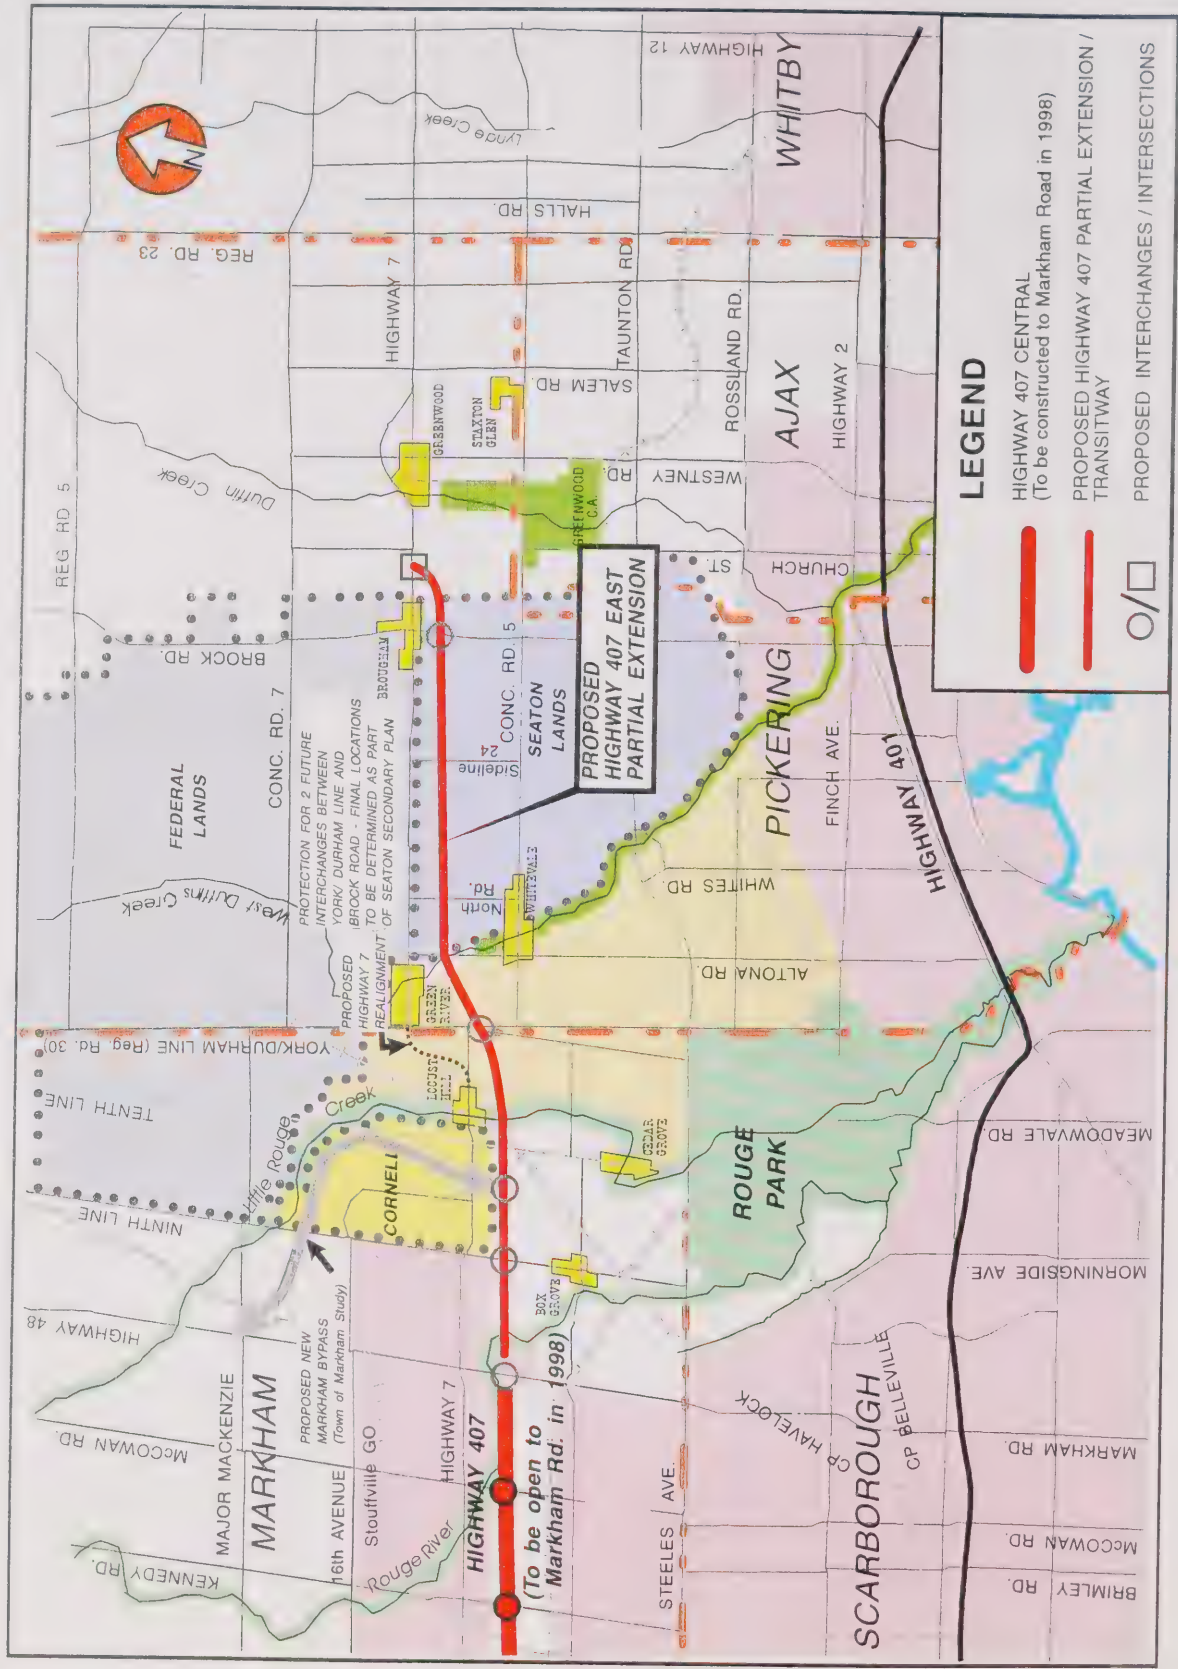 HIGHWAY 12
WHITBY
Lynde Creek
N
HALLS RD.
REG. RD. 23
HIGHWAY 7
TAUNTON RD.
SALEM RD.
ROSSLAND RD.
AJAX
HIGHWAY 2
WESTNEY RD.
GREENWOOD
STAXTON
GLEN
GREENWOOD
C.A.
Duffin Creek
REG RD 5
CHURCH ST.
BROCK RD.
BROUGHAM
CONC. RD. 7
CONC. RD. 5
Sideline
24
SEATON
LANDS
PROPOSED
HIGHWAY 407 EAST
PARTIAL EXTENSION
FEDERAL
LANDS
PROTECTION FOR 2 FUTURE
INTERCHANGES BETWEEN
YORK/ DURHAM LINE AND
BROCK ROAD - FINAL LOCATIONS
TO BE DETERMINED AS PART
OF SEATON SECONDARY PLAN
PICKERING
FINCH AVE.
HIGHWAY 401
WHITES RD.
North
Rd.
WHITEVALE
West Duffins Creek
ALTONA RD.
PROPOSED
HIGHWAY 7
REALIGNMENT
GREEN
RIVER
YORK/DURHAM LINE (Reg. Rd. 30)
LOCUST
HILL
TENTH LINE
Little Rouge Creek
CORNELL
CEDAR
GROVE
ROUGE
PARK
MEADOWVALE RD.
NINTH LINE
BOX
GROVE
MORNINGSIDE AVE.
HIGHWAY 48
PROPOSED NEW
MARKHAM BYPASS
(Town of Markham Study)
MAJOR MACKENZIE
MARKHAM
McCOWAN RD.
16th AVENUE
Stouffville GO
HIGHWAY 7
HIGHWAY 407
(To be open to
Markham Rd. in 1998)
Rouge River
KENNEDY RD.
STEELES AVE.
CP HAVELOCK
CP BELLEVILLE
SCARBOROUGH
MARKHAM RD.
McCOWAN RD
BRIMLEY RD.
LEGEND
HIGHWAY 407 CENTRAL
(To be constructed to Markham Road in 1998)
PROPOSED HIGHWAY 407 PARTIAL EXTENSION /
TRANSITWAY
PROPOSED INTERCHANGES / INTERSECTIONS